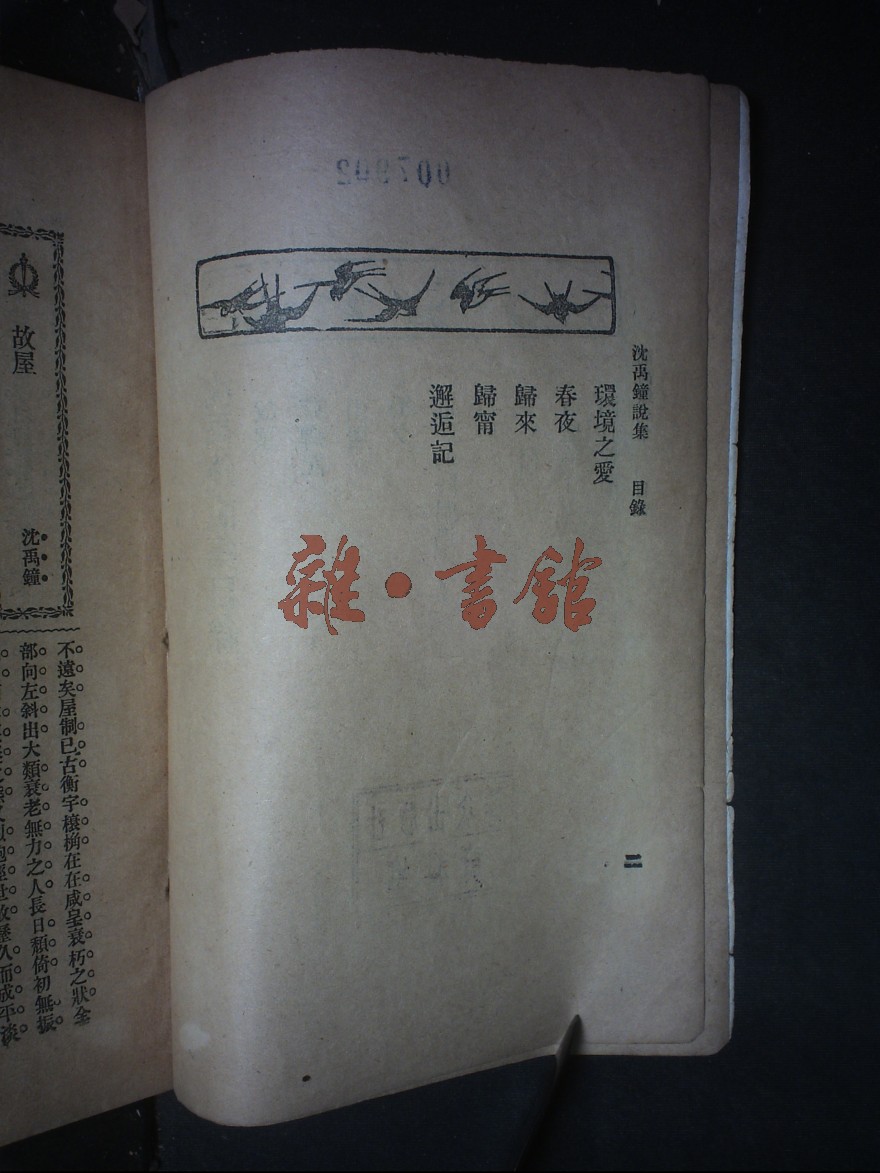 沈禹鐘說集 目錄
環境之愛
春夜
歸來
歸甯
邂逅記
二
雜·書館
故屋
沈禹鐘
不遠矣屋制已古衡宇榱桷在在咸呈衰朽之狀全
部向左斜出大類衰老無力之人長日頽倚初無振